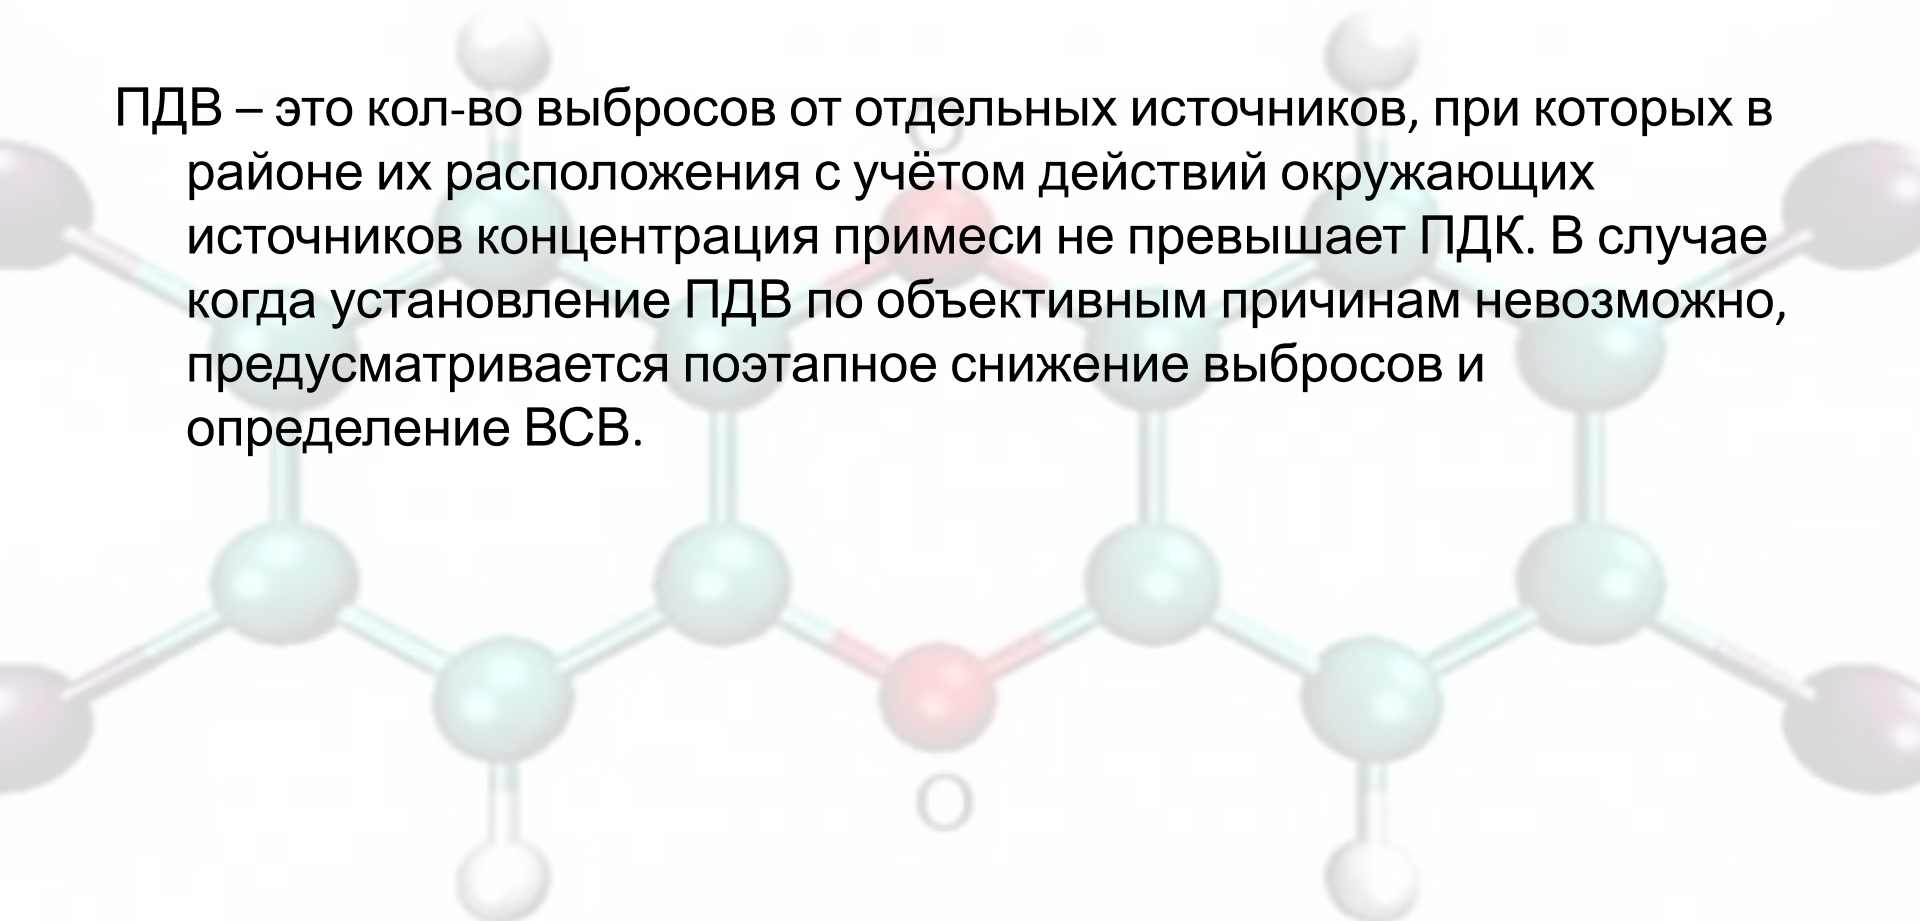 ПДВ – это кол-во выбросов от отдельных источников, при которых в
районе их расположения с учётом действий окружающих
источников концентрация примеси не превышает ПДК. В случае
когда установление ПДВ по объективным причинам невозможно,
предусматривается поэтапное снижение выбросов и
определение ВСВ.
O
O